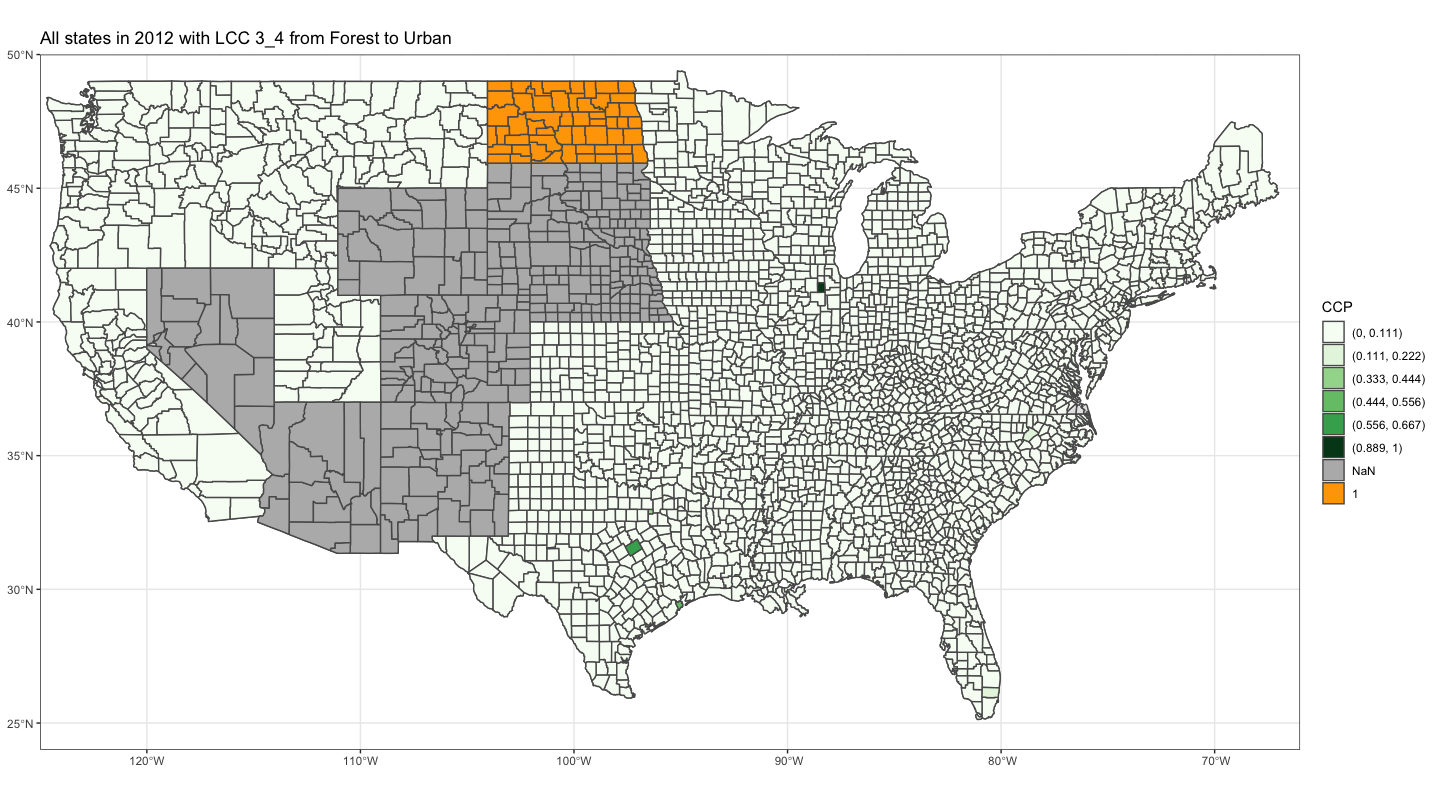 All states in 2012 with LCC 3_4 from Forest to Urban
50°N
45°N
40°N
35°N
30°N
25°N
120°W
110°W
100°W
90°W
80°W
70°W
CCP
(0, 0.111)
(0.111, 0.222)
(0.333, 0.444)
(0.444, 0.556)
(0.556, 0.667)
(0.889, 1)
NaN
1